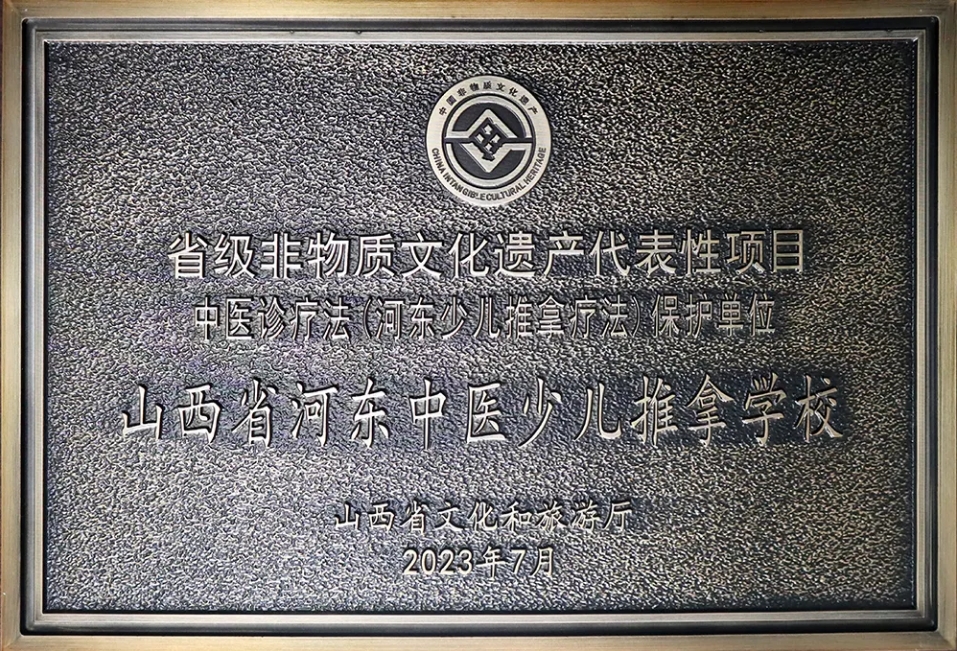 中国非物质文化遗产
CHINA INTANGIBLE CULTURAL HERITAGE
省级非物质文化遗产代表性项目
中医诊疗法(河东少儿推拿疗法)保护单位
山西省河东中医少儿推拿学校
山西省文化和旅游厅
2023年7月